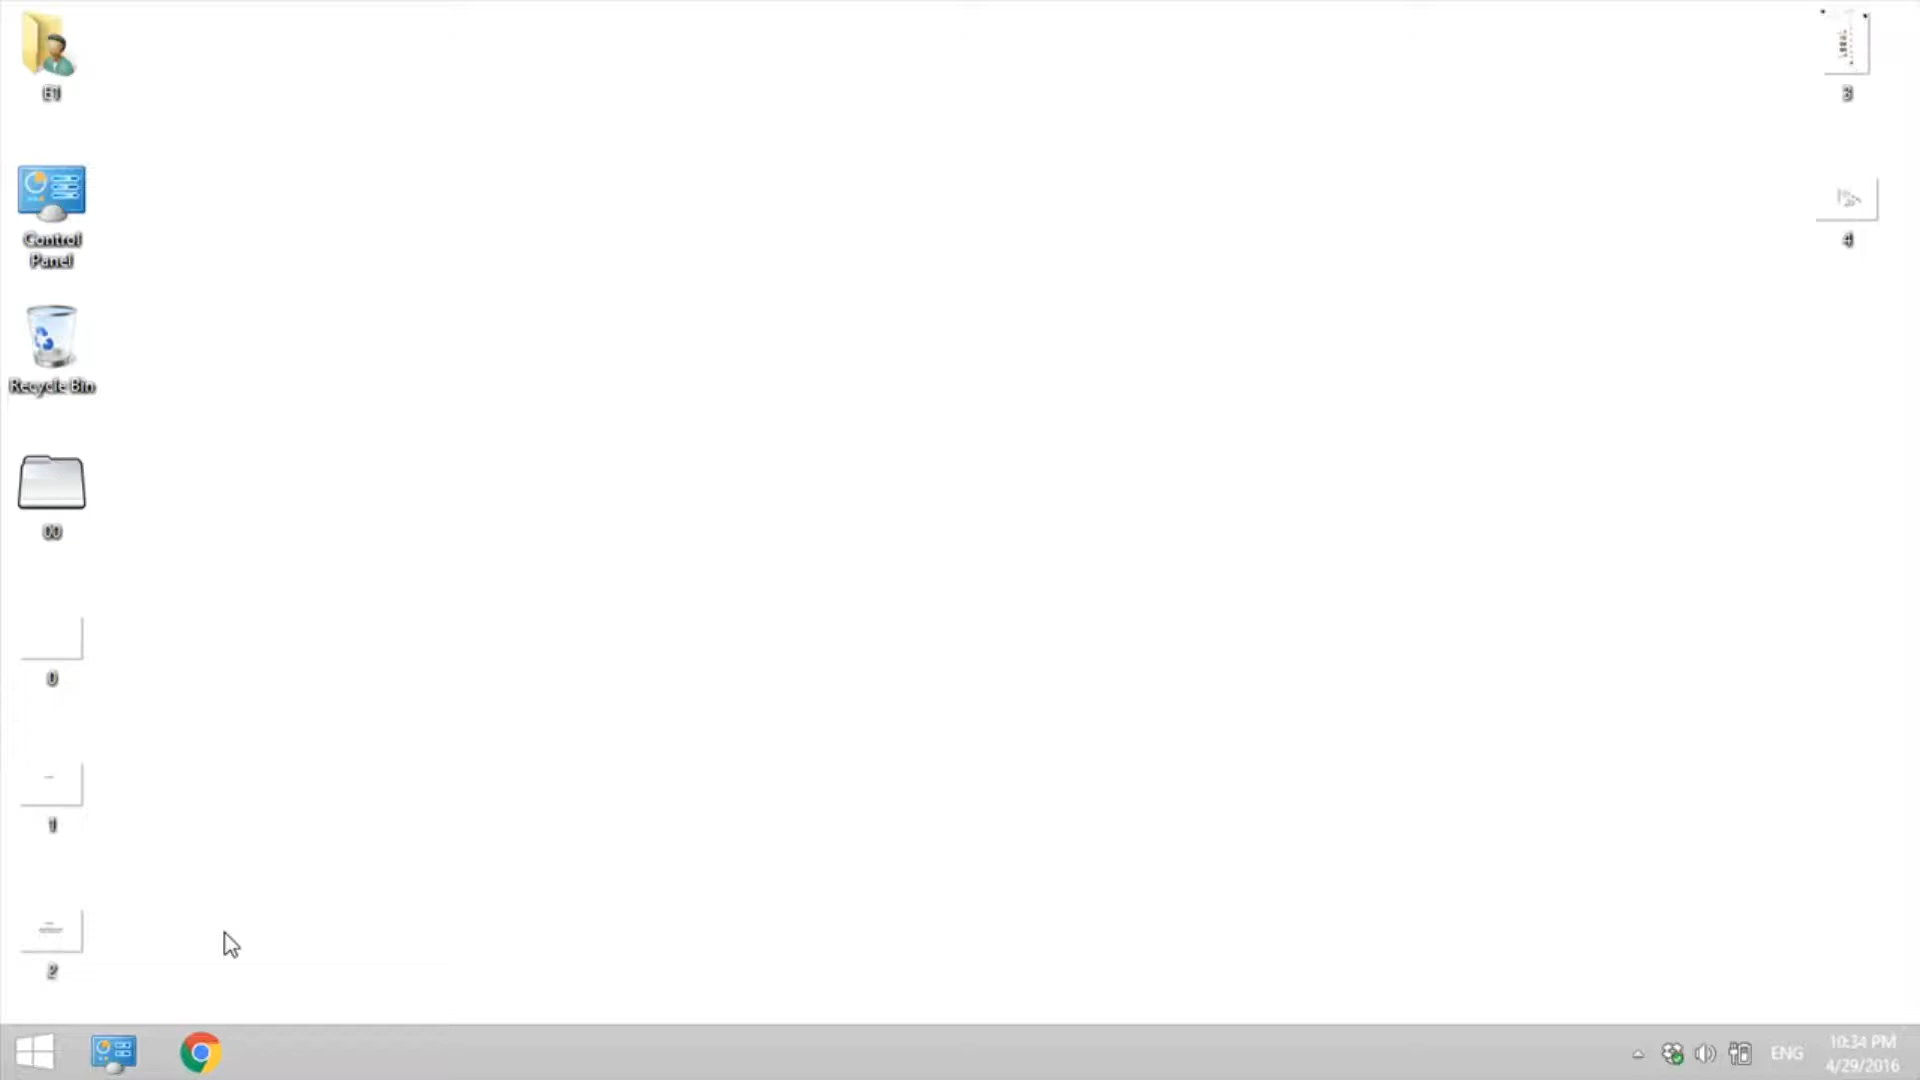 Control
Panel
Recycle Bin
00
0
1
2
3
4
ENG
10:34 PM
4/29/2016